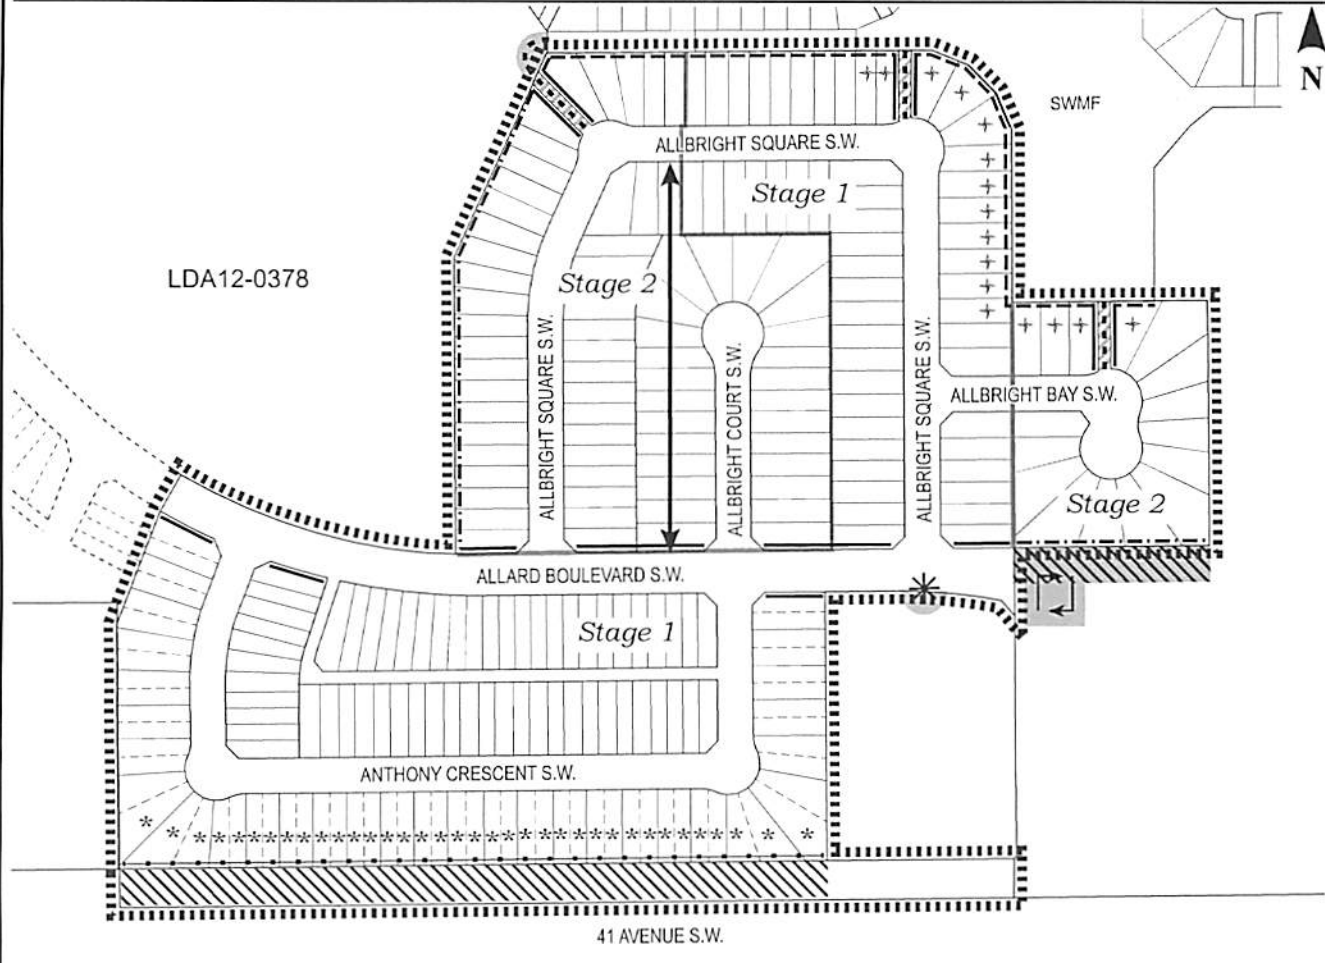 N
SWMF
ALLBRIGHT SQUARE S.W.
Stage 1
LDA12-0378
Stage 2
ALLBRIGHT SQUARE S.W.
ALLBRIGHT COURT S.W.
ALLBRIGHT SQUARE S.W.
ALLBRIGHT BAY S.W.
Stage 2
ALLARD BOULEVARD S.W.
Stage 1
ANTHONY CRESCENT S.W.
41 AVENUE S.W.